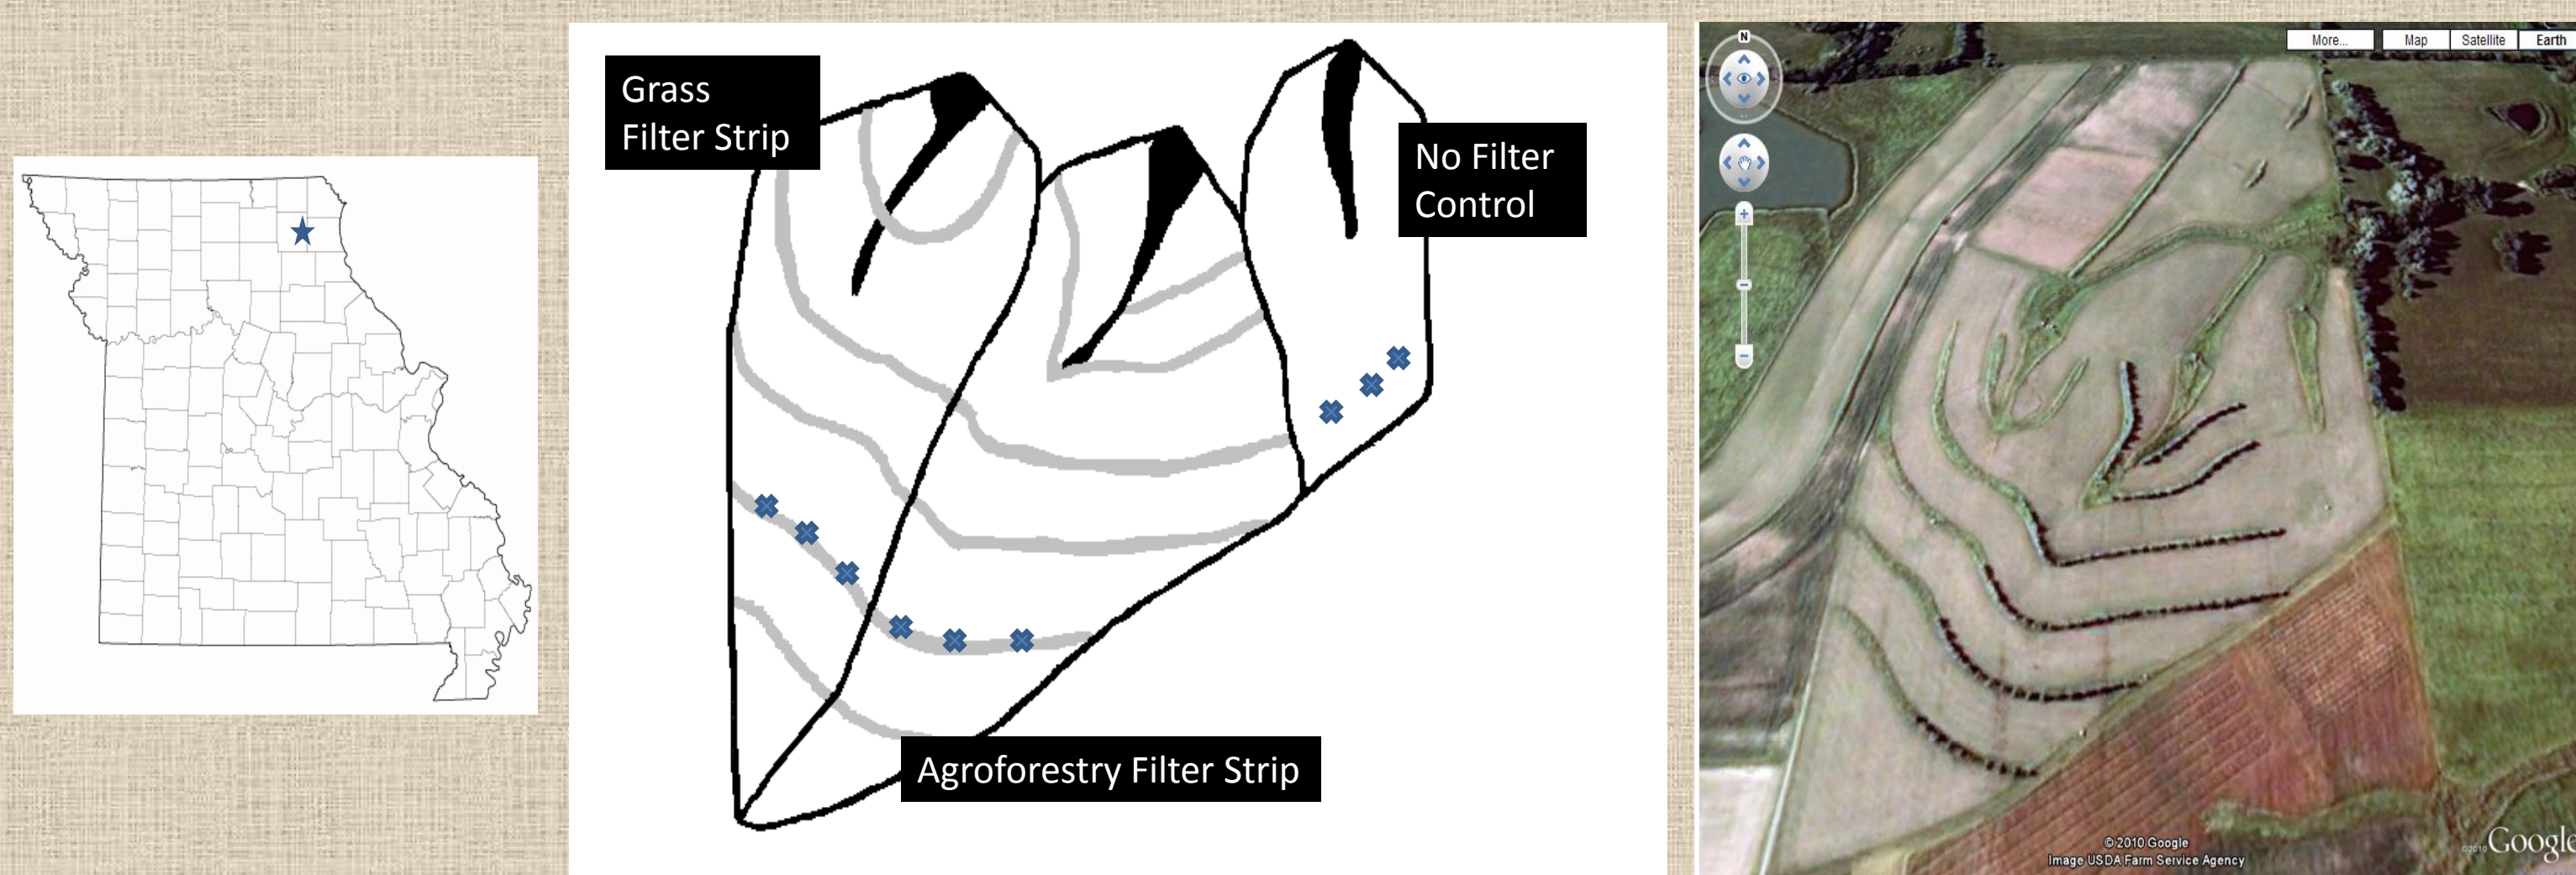 Grass
Filter Strip
No Filter
Control
Agroforestry Filter Strip
N
More...
Map
Satellite
Earth
© 2010 Google
Image USDA Farm Service Agency
©2010 Google